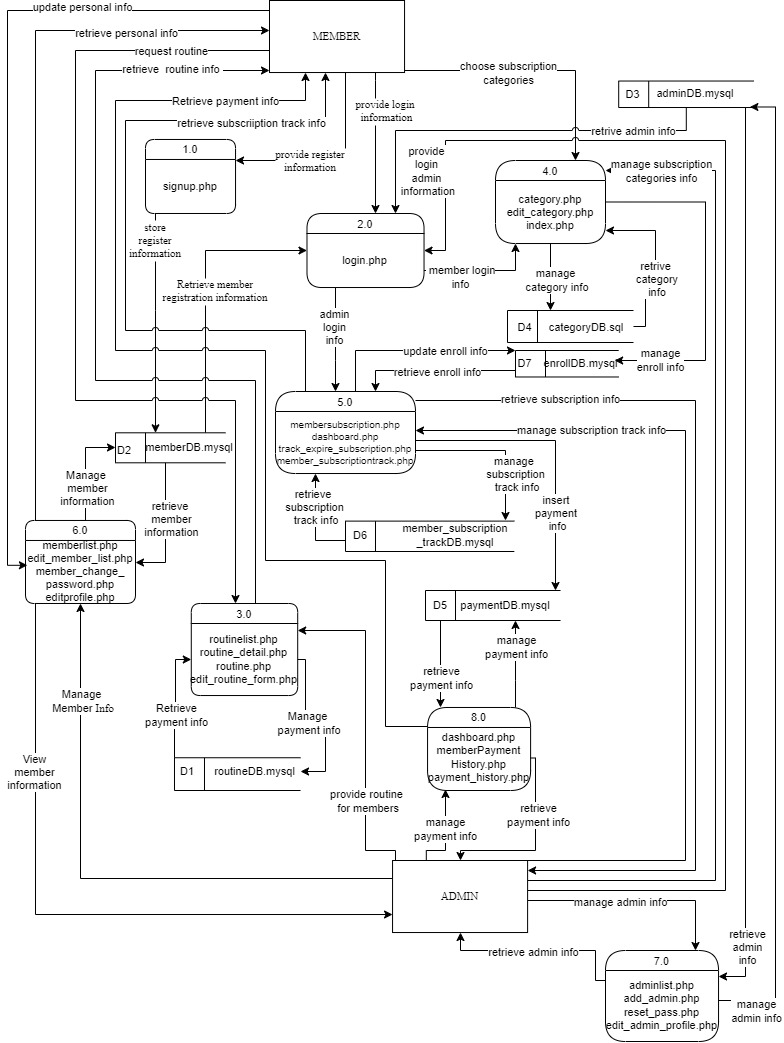 update personal info
MEMBER
retrieve personal info
request routine
retrieve routine info
choose subscription
categories
Retrieve payment info
provide login
information
D3
adminDB.mysql
retrieve subscriiption track info
retrive admin info
1.0
signup.php
provide register
information
provide
login
admin
information
4.0
category.php
edit_category.php
index.php
manage subscription
categories info
store
register
information
2.0
login.php
member login
info
manage
category info
retrive
category
info
Retrieve member
registration information
admin
login
info
D4
categoryDB.sql
update enroll info
retrieve enroll info
D7
enrollDB.mysql
manage
enroll info
5.0
membersubscription.php
dashboard.php
track_expire_subscription.php
member_subscriptiontrack.php
retrieve subscription info
manage subscription track info
D2
memberDB.mysql
manage
subscription
track info
Manage
member
information
retrieve
member
information
retrieve
subscription
track info
insert
payment
info
D6
member_subscription
_trackDB.mysql
6.0
memberlist.php
edit_member_list.php
member_change_
password.php
editprofile.php
3.0
routinelist.php
routine_detail.php
routine.php
edit_routine_form.php
D5
paymentDB.mysql
manage
payment info
retrieve
payment info
Manage
Member Info
Retrieve
payment info
Manage
payment info
8.0
dashboard.php
memberPayment
History.php
payment_history.php
View
member
information
D1
routineDB.mysql
provide routine
for members
manage
payment info
retrieve
payment info
ADMIN
manage admin info
retrieve admin info
retrieve
admin
info
7.0
adminlist.php
add_admin.php
reset_pass.php
edit_admin_profile.php
manage
admin info